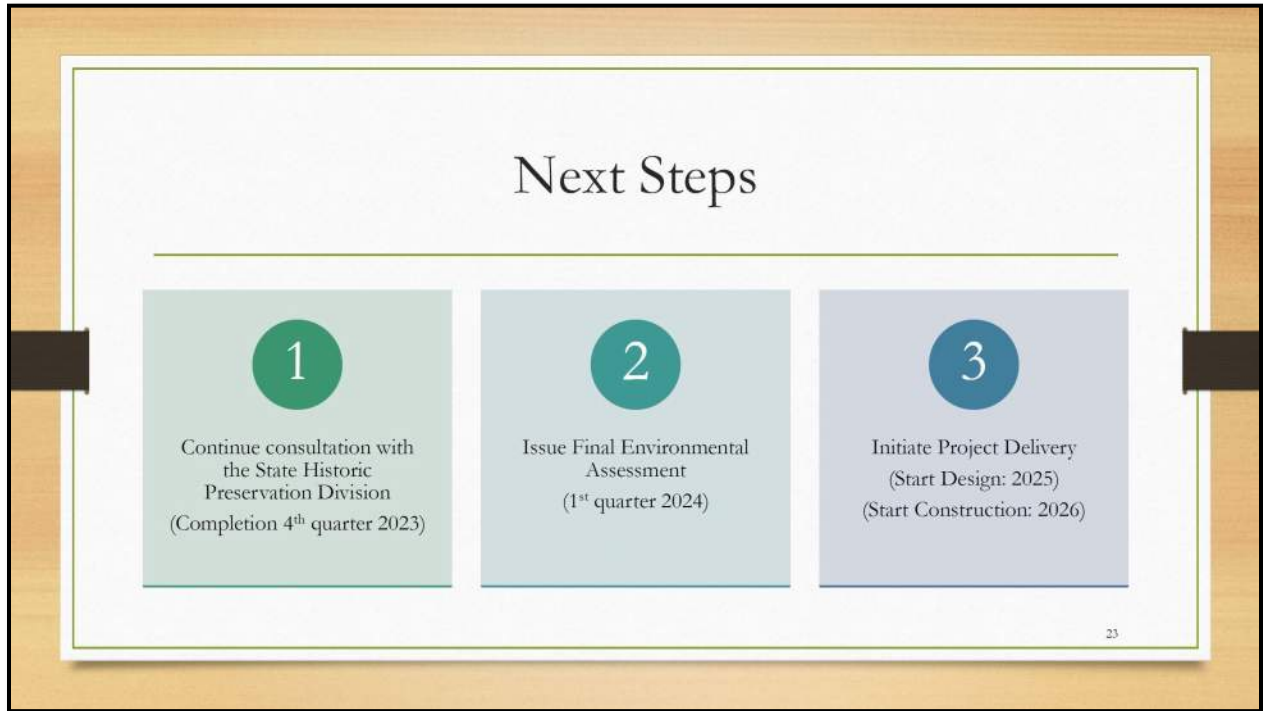 Next Steps
1
Continue consultation with
the State Historic
Preservation Division
(Completion 4th quarter 2023)
2
Issue Final Environmental
Assessment
(1st quarter 2024)
3
Initiate Project Delivery
(Start Design: 2025)
(Start Construction: 2026)
23